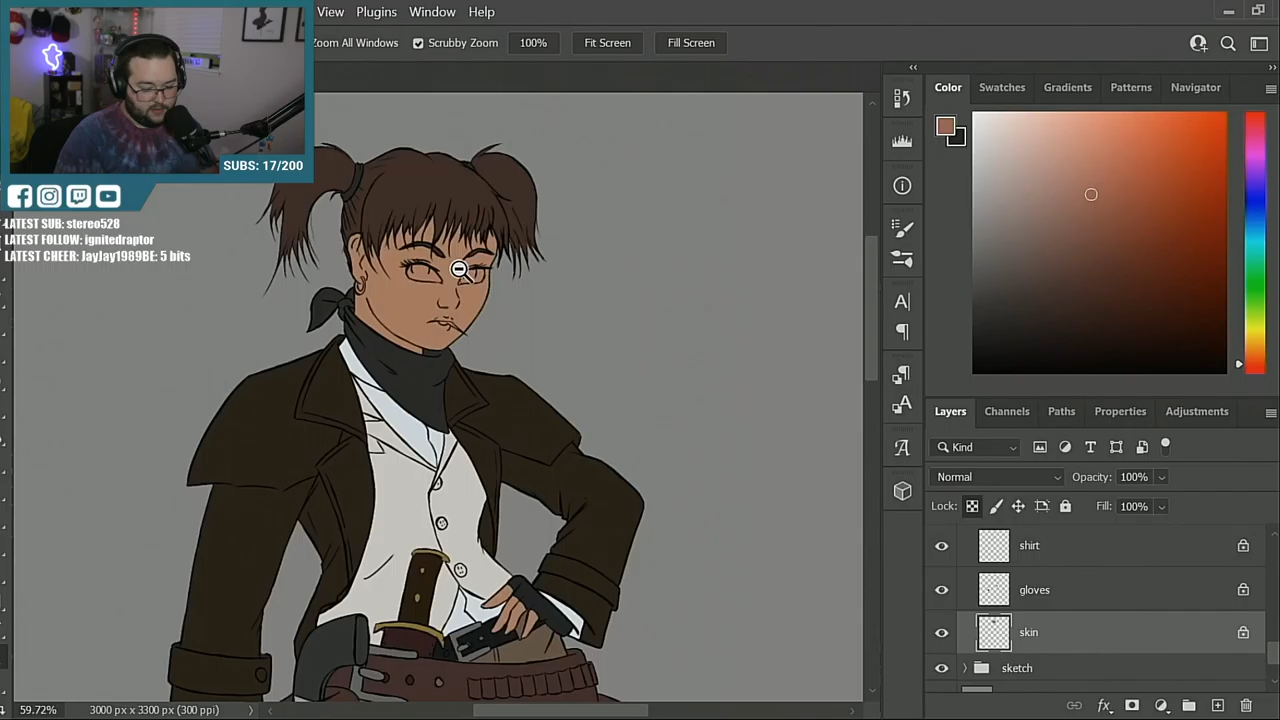 View Plugins Window Help
Zoom All Windows Scrubby Zoom 100% Fit Screen Fill Screen
Color Swatches Gradients Patterns Navigator
SUBS: 17/200
LATEST SUB: stereo528
LATEST FOLLOW: ignitedraptor
LATEST CHEER: JayJay1989BE: 5 bits
Layers Channels Paths Properties Adjustments
Kind
Normal Opacity: 100%
Lock: Fill: 100%
shirt
gloves
skin
sketch
59.72% 3000 px x 3300 px (300 ppi)